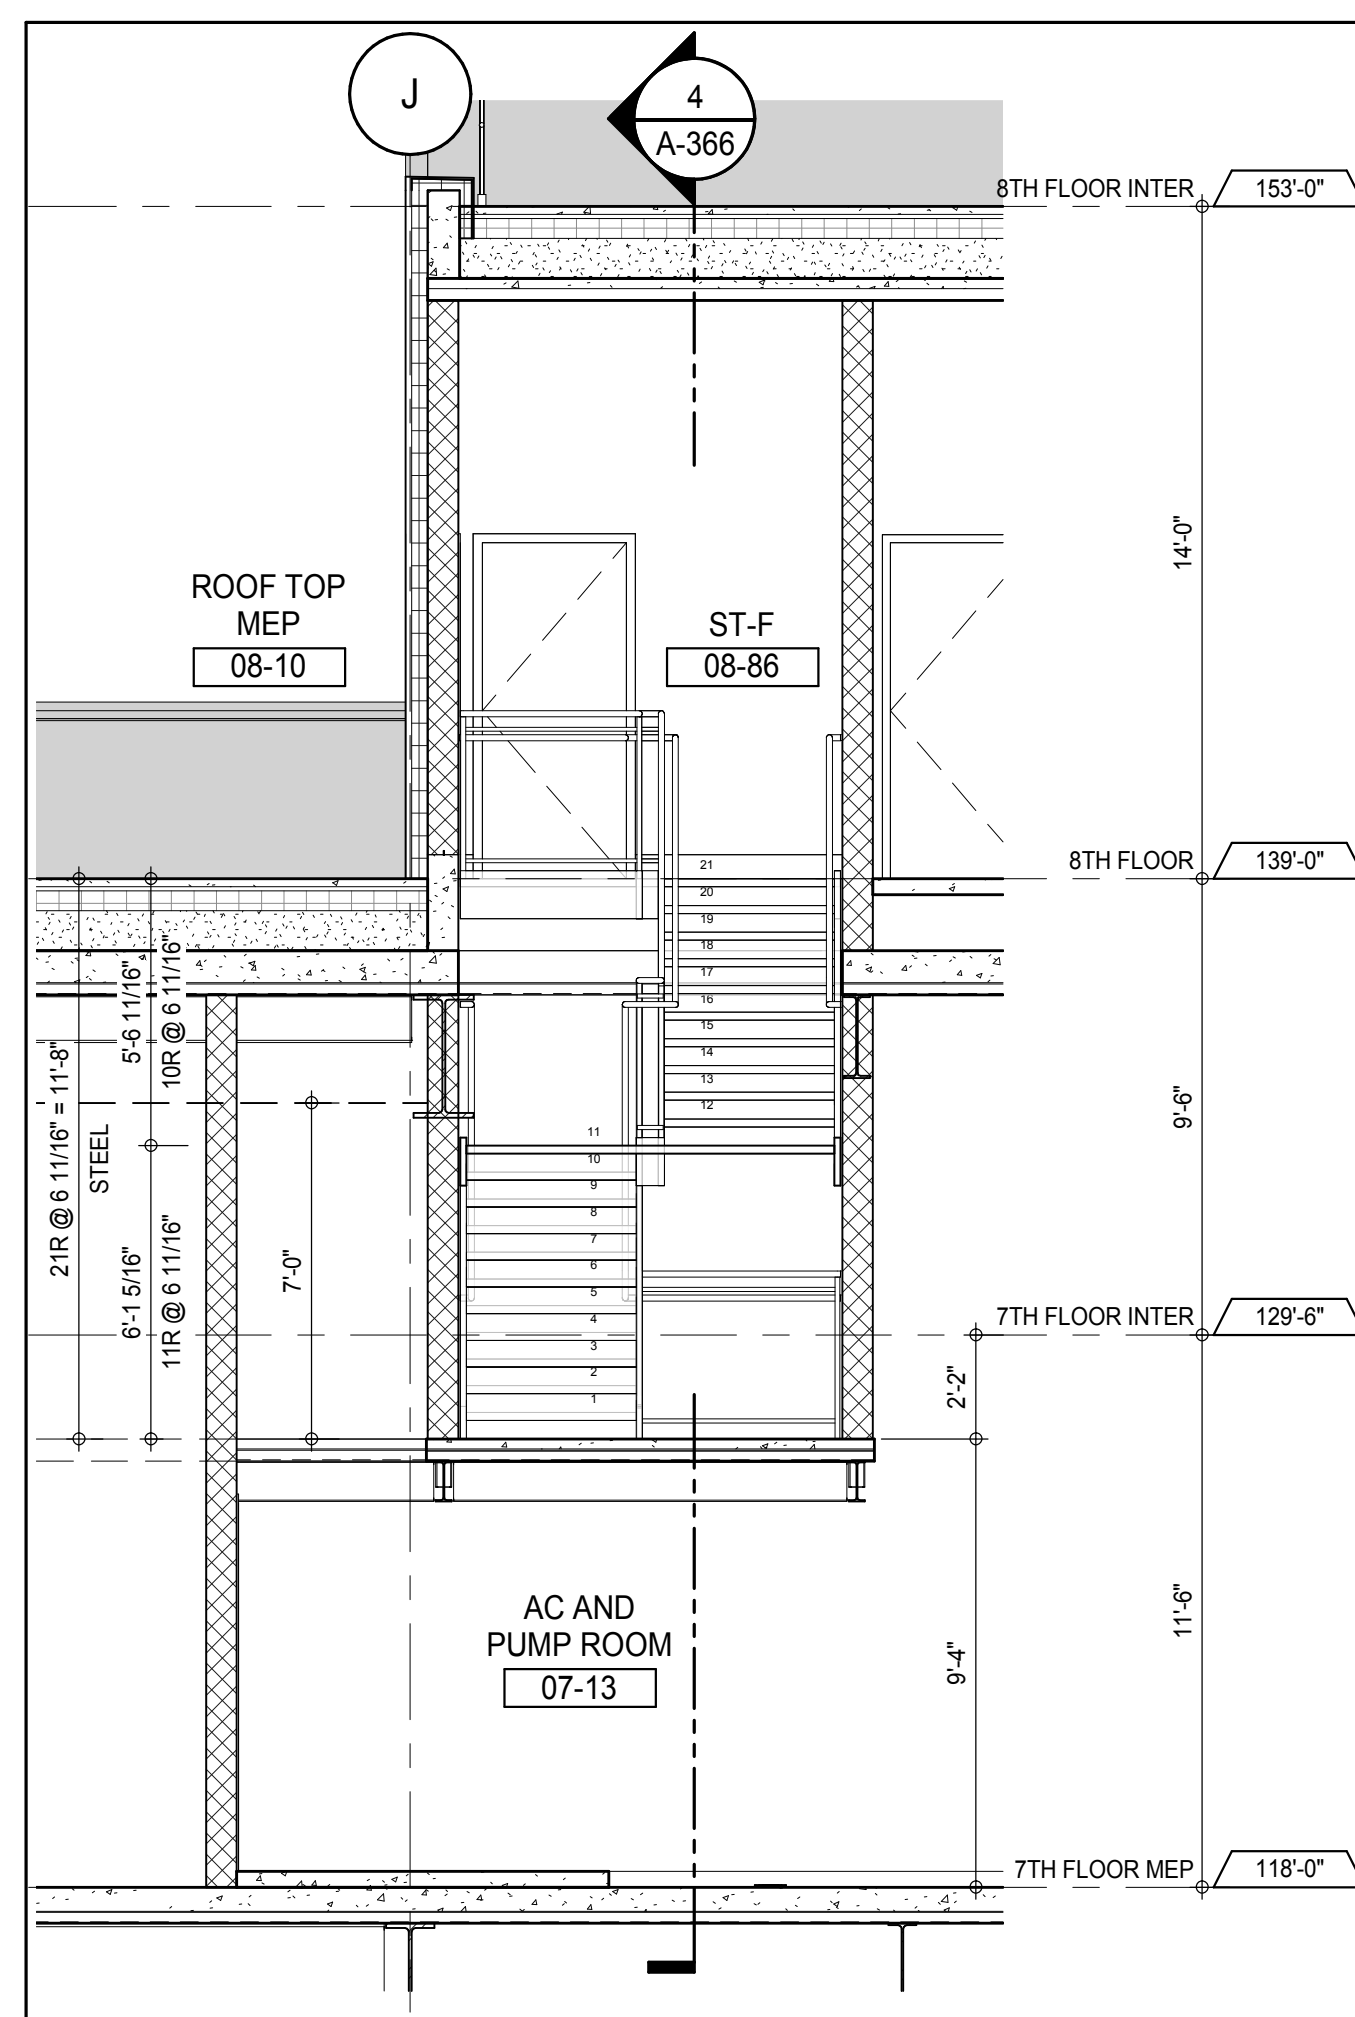 J
4
A-366
8TH FLOOR INTER
153'-0"
14'-0"
ROOF TOP
MEP
08-10
ST-F
08-86
8TH FLOOR
139'-0"
21
20
19
18
17
16
15
14
13
12
11
10
9
8
7
6
5
4
3
2
1
21R @ 6 11/16" = 11'-8"
STEEL
5'-6 11/16"
10R @ 6 11/16"
6'-1 5/16"
11R @ 6 11/16"
7'-0"
9'-6"
7TH FLOOR INTER
129'-6"
2'-2"
AC AND
PUMP ROOM
07-13
9'-4"
11'-6"
7TH FLOOR MEP
118'-0"